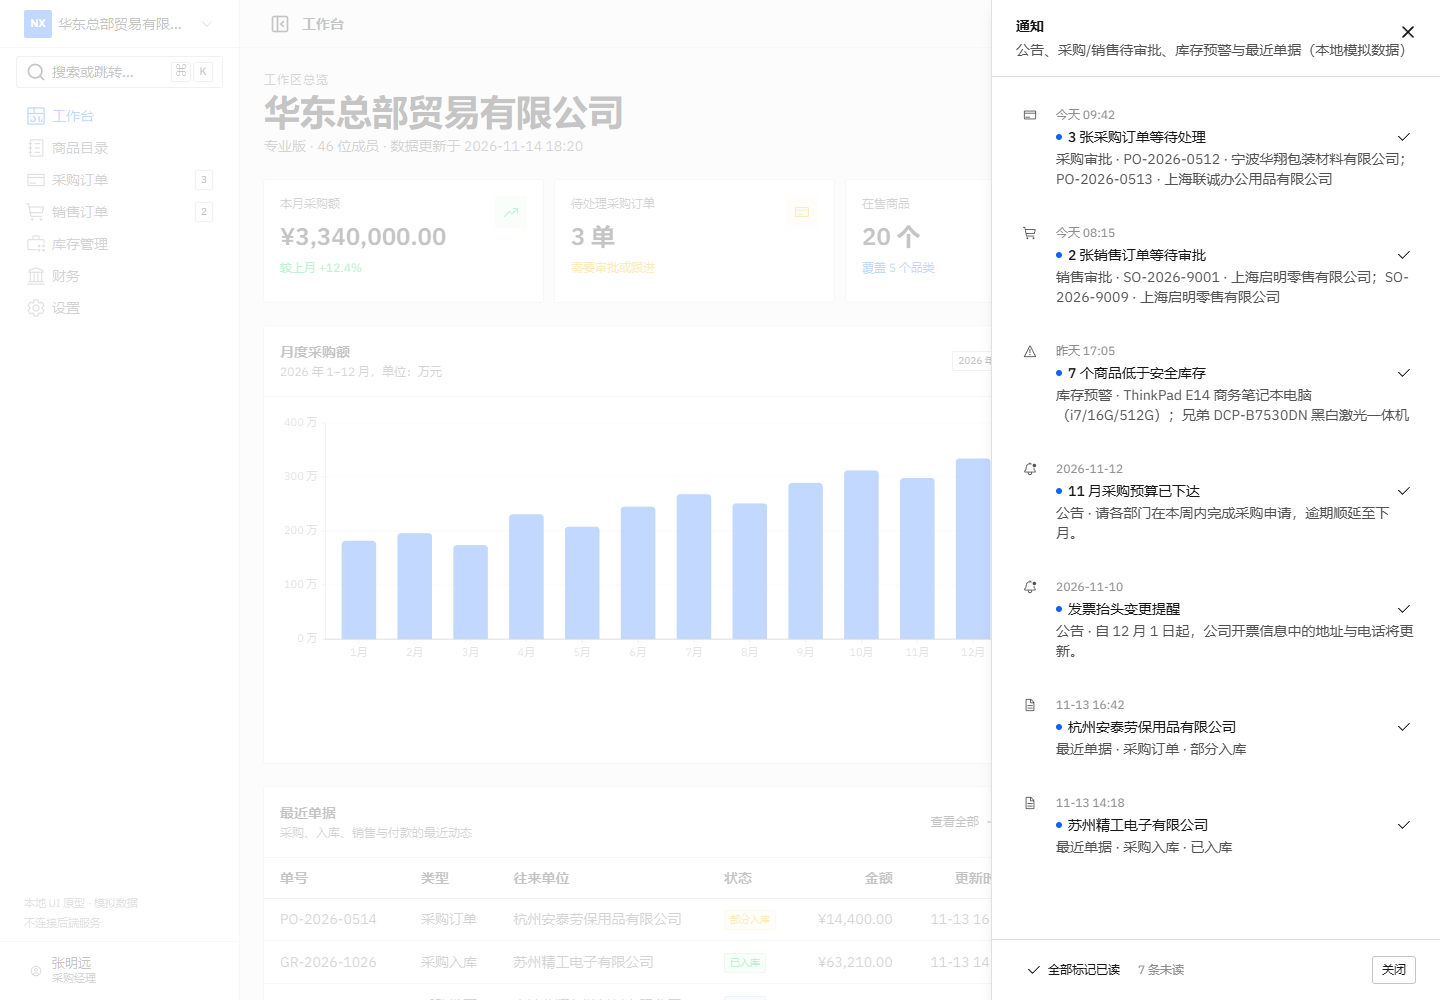 NX 华东总部贸易有限...
搜索或跳转... ⌘ K
工作台
商品目录
采购订单 3
销售订单 2
库存管理
财务
设置
本地 UI 原型 · 模拟数据
不连接后端服务
张明远
采购经理
工作台
工作区总览
华东总部贸易有限公司
专业版 · 46 位成员 · 数据更新于 2026-11-14 18:20
本月采购额
¥3,340,000.00
较上月 +12.4%
待处理采购订单
3 单
需要审批或跟进
在售商品
20 个
覆盖 5 个品类
月度采购额
2026 年 1–12 月，单位：万元
2026 年
400 万
300 万
200 万
100 万
0 万
1月 2月 3月 4月 5月 6月 7月 8月 9月 10月 11月 12月
最近单据
采购、入库、销售与付款的最近动态
查看全部
单号 类型 往来单位 状态 金额 更新时
PO-2026-0514 采购订单 杭州安泰劳保用品有限公司 部分入库 ¥14,400.00 11-13 16
GR-2026-1026 采购入库 苏州精工电子有限公司 已入库 ¥63,210.00 11-13 14
通知
公告、采购/销售待审批、库存预警与最近单据（本地模拟数据）
今天 09:42
3 张采购订单等待处理
采购审批 · PO-2026-0512 · 宁波华翔包装材料有限公司；
PO-2026-0513 · 上海联诚办公用品有限公司
今天 08:15
2 张销售订单等待审批
销售审批 · SO-2026-9001 · 上海启明零售有限公司；SO-
2026-9009 · 上海启明零售有限公司
昨天 17:05
7 个商品低于安全库存
库存预警 · ThinkPad E14 商务笔记本电脑
（i7/16G/512G）；兄弟 DCP-B7530DN 黑白激光一体机
2026-11-12
11 月采购预算已下达
公告 · 请各部门在本周内完成采购申请，逾期顺延至下
月。
2026-11-10
发票抬头变更提醒
公告 · 自 12 月 1 日起，公司开票信息中的地址与电话将更
新。
11-13 16:42
杭州安泰劳保用品有限公司
最近单据 · 采购订单 · 部分入库
11-13 14:18
苏州精工电子有限公司
最近单据 · 采购入库 · 已入库
全部标记已读 7 条未读
关闭